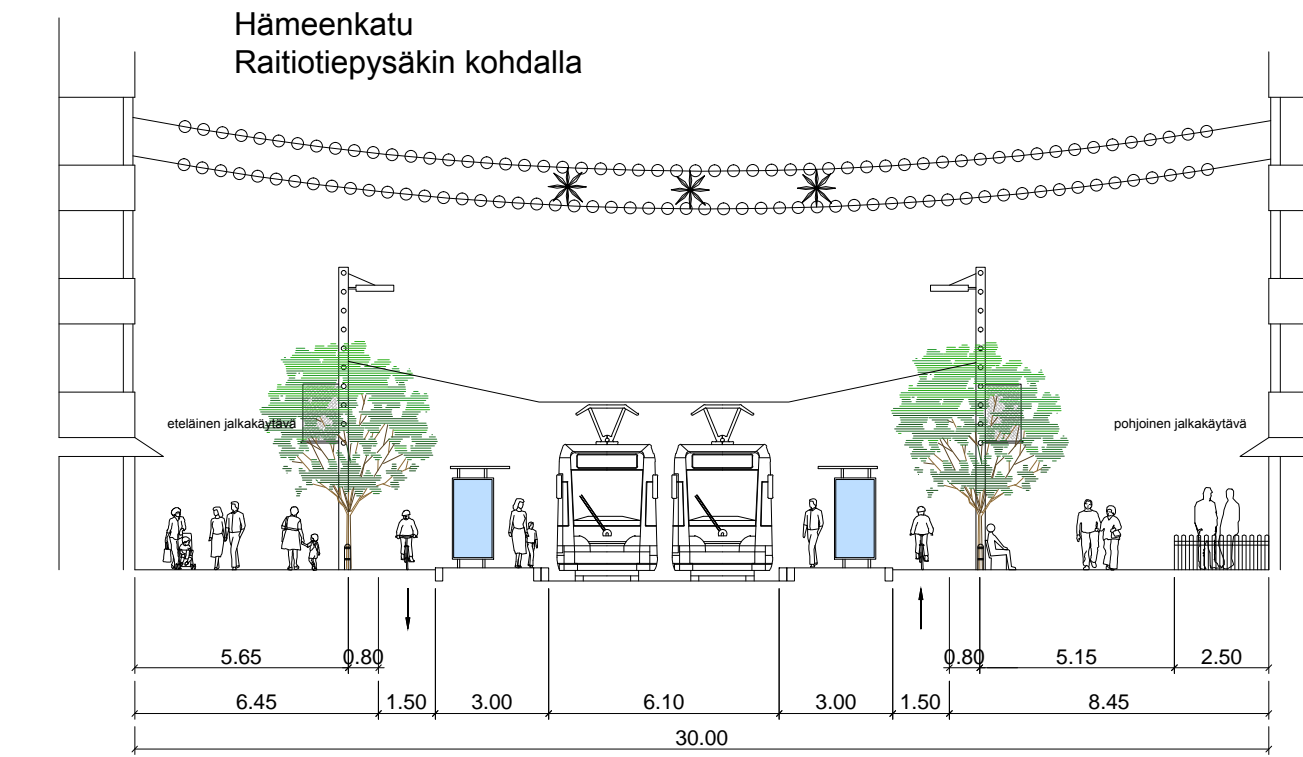 Hämeenkatu
Raitiotiepysäkin kohdalla
eteläinen jalkakäytävä
pohjoinen jalkakäytävä
5.65 0.80 0.80 5.15 2.50
6.45 1.50 3.00 6.10 3.00 1.50 8.45
30.00